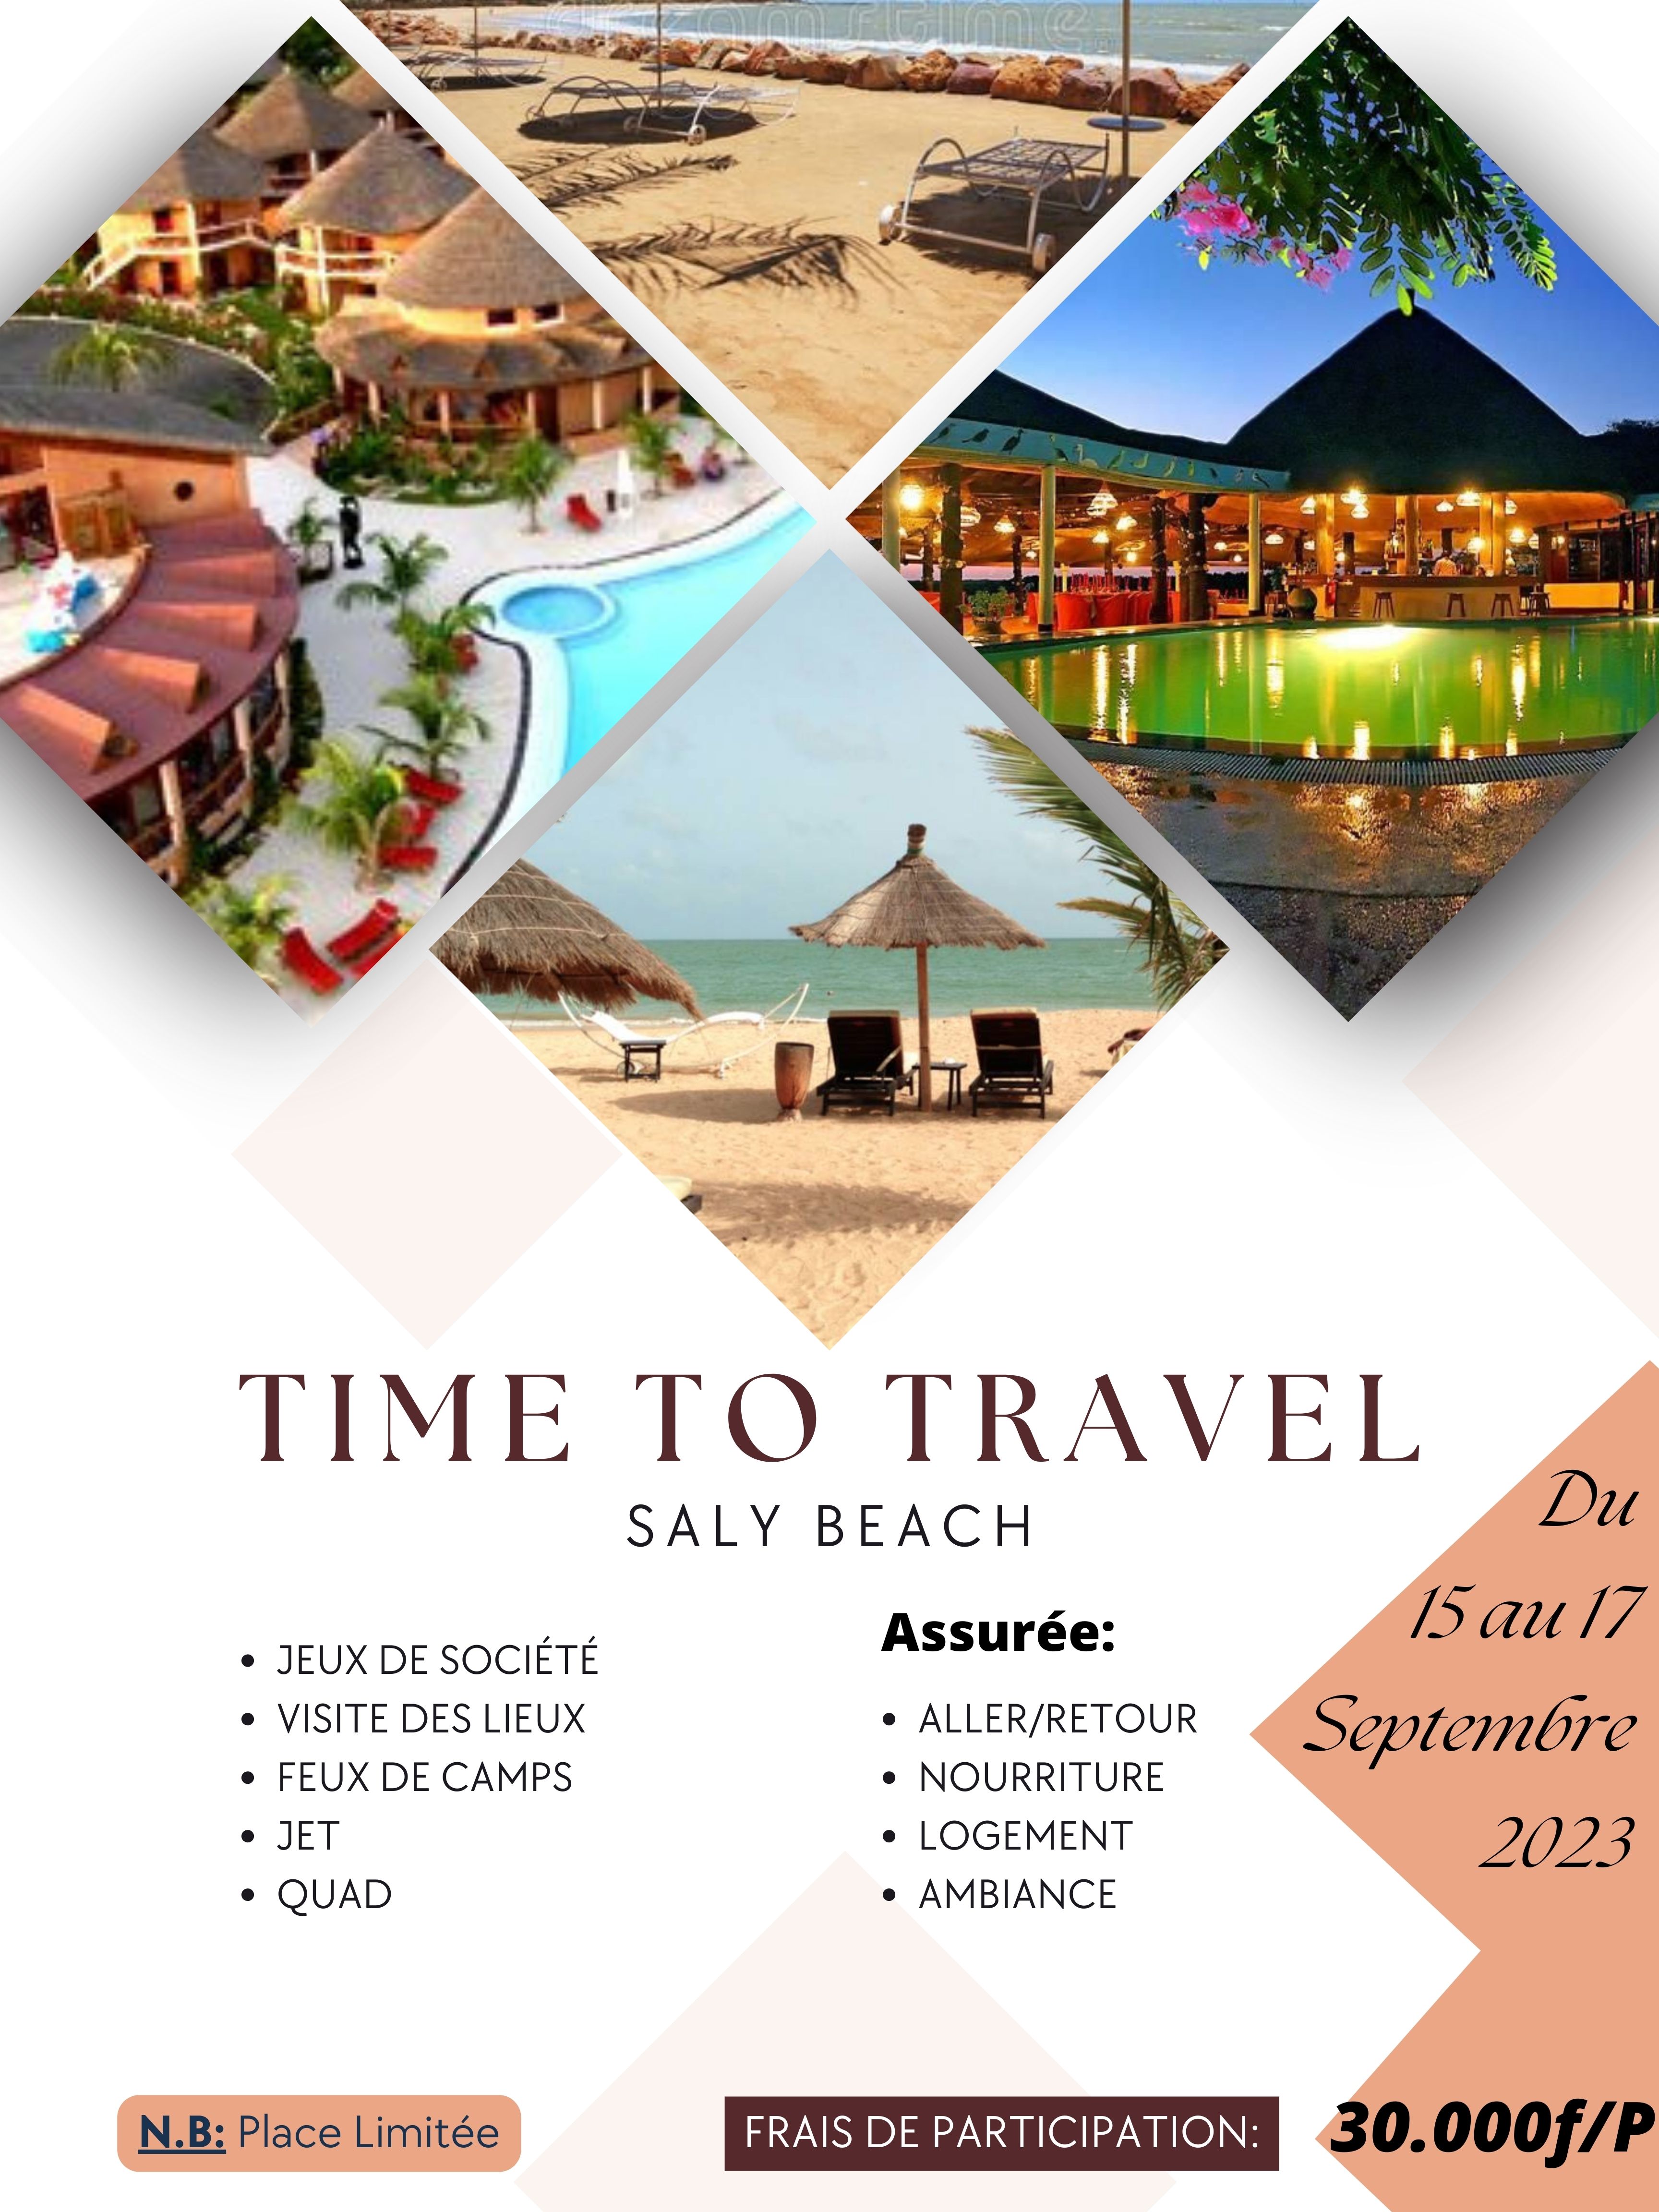 dreamstime
TIME TO TRAVEL
SALY BEACH
JEUX DE SOCIÉTÉ
VISITE DES LIEUX
FEUX DE CAMPS
JET
QUAD
Assurée:
ALLER/RETOUR
NOURRITURE
LOGEMENT
AMBIANCE
Du
15 au 17
Septembre
2023
N.B: Place Limitée
FRAIS DE PARTICIPATION:
30.000f/P